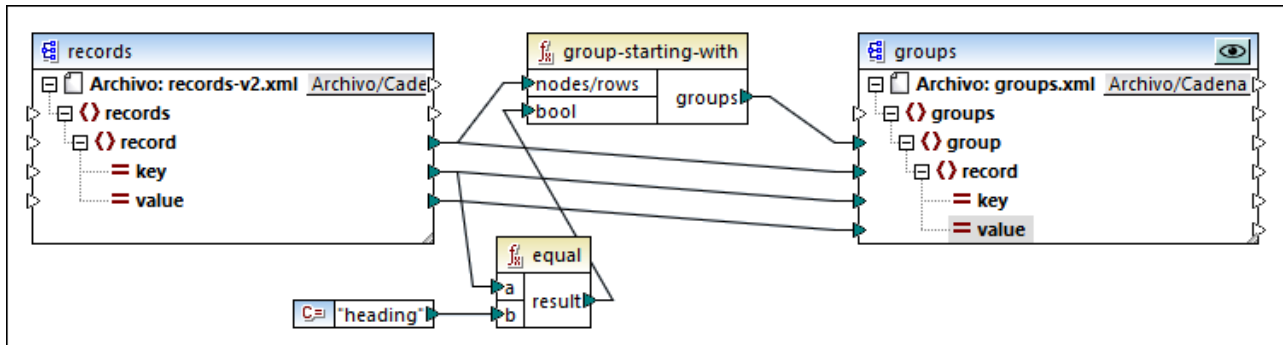 records
Archivo: records-v2.xml Archivo/Cade
records
record
key
value
group-starting-with
nodes/rows
bool
groups
groups
Archivo: groups.xml Archivo/Cadena
groups
group
record
key
value
equal
a
b
result
C= "heading"